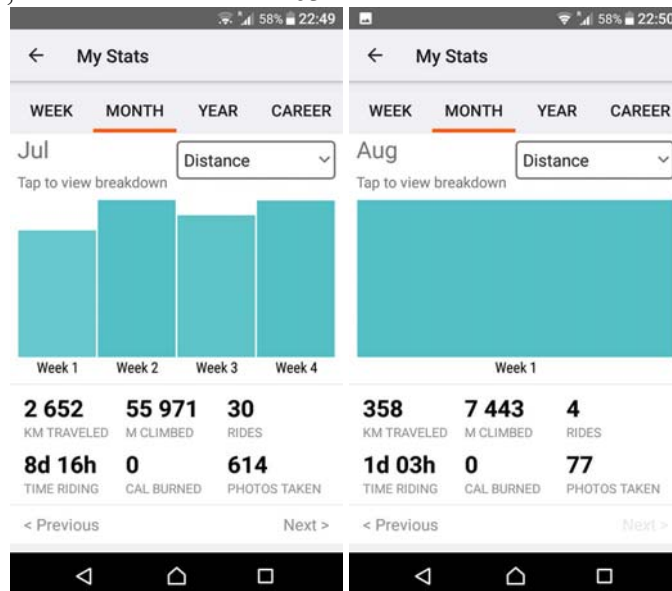 58% 22:49
My Stats
WEEK MONTH YEAR CAREER
Jul
Distance
Tap to view breakdown
Week 1 Week 2 Week 3 Week 4
2 652 55 971 30
KM TRAVELED M CLIMBED RIDES
8d 16h 0 614
TIME RIDING CAL BURNED PHOTOS TAKEN
< Previous Next >
58% 22:50
My Stats
WEEK MONTH YEAR CAREER
Aug
Distance
Tap to view breakdown
Week 1
358 7 443 4
KM TRAVELED M CLIMBED RIDES
1d 03h 0 77
TIME RIDING CAL BURNED PHOTOS TAKEN
< Previous Next >